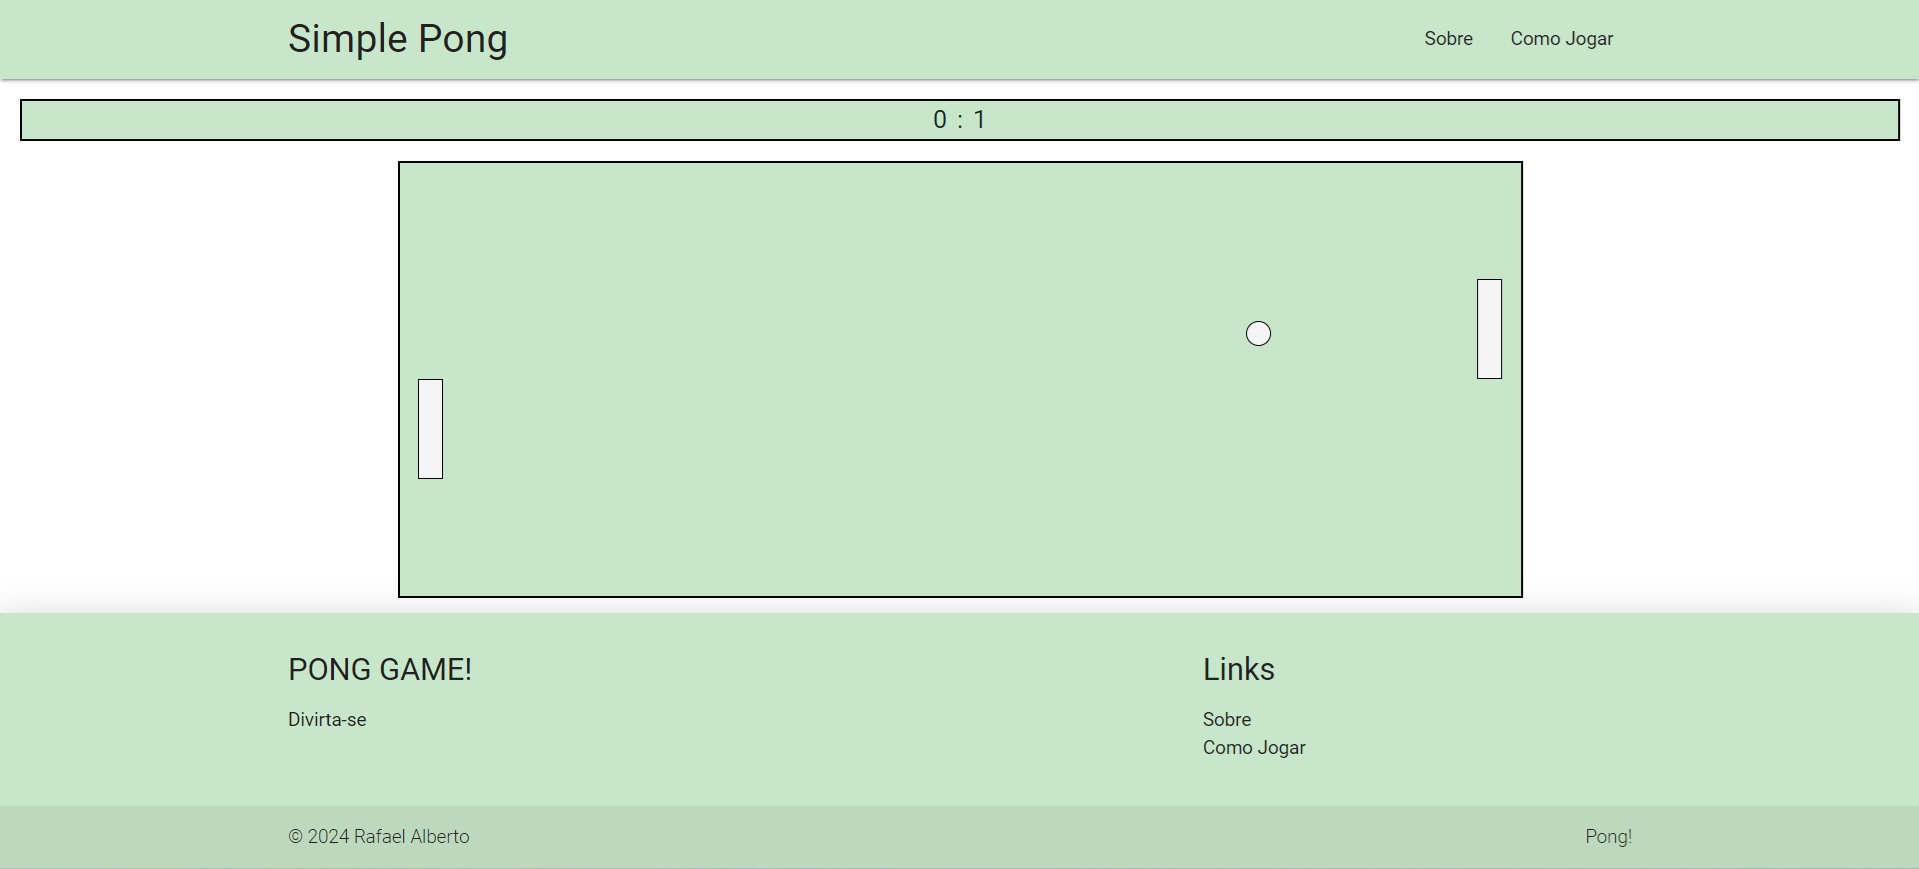 Simple Pong
Sobre
Como Jogar
0 : 1
PONG GAME!
Divirta-se
Links
Sobre
Como Jogar
© 2024 Rafael Alberto
Pong!